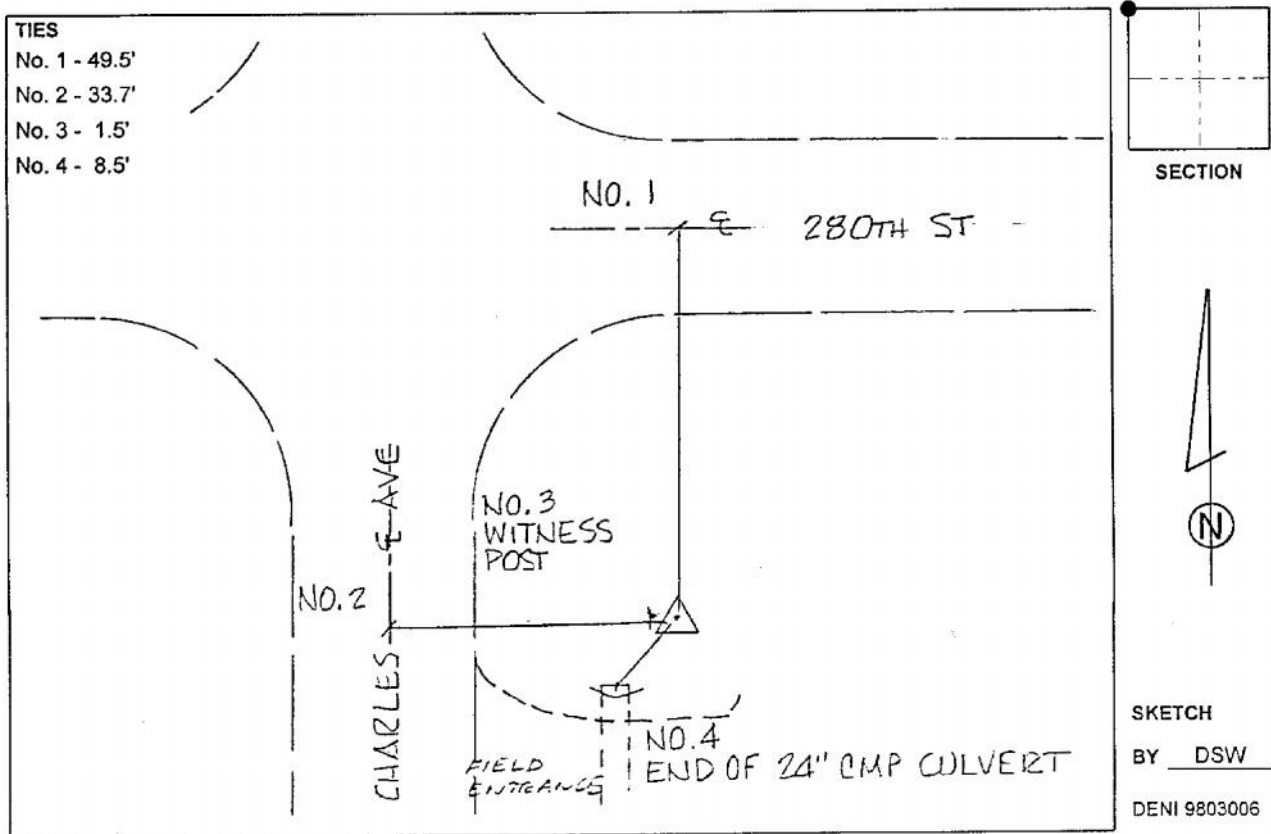 TIES
No. 1 - 49.5'
No. 2 - 33.7'
No. 3 - 1.5'
No. 4 - 8.5'
SECTION
NO. 1
℄ 280TH ST
CHARLES ℄ AVE
NO. 3
WITNESS
POST
NO. 2
N
NO. 4
END OF 24" CMP CULVERT
FIELD
ENTRANCE
SKETCH
BY DSW
DENI 9803006